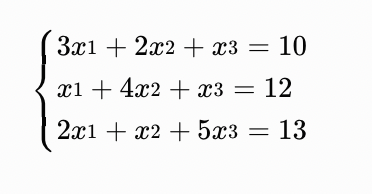 3x1 + 2x2 + x3 = 10
x1 + 4x2 + x3 = 12
2x1 + x2 + 5x3 = 13